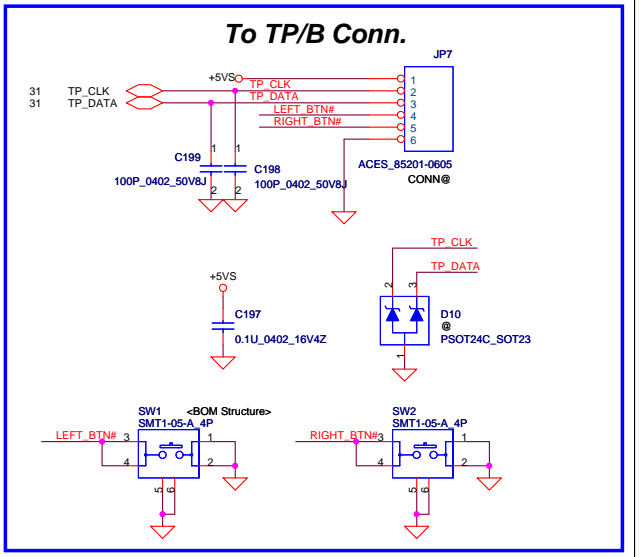 To TP/B Conn.
JP7
+5VS
1
31 TP_CLK
TP_CLK
2
31 TP_DATA
TP_DATA
3
LEFT_BTN#
4
RIGHT_BTN#
5
6
1
1
C199
C198
ACES_85201-0605
100P_0402_50V8J
100P_0402_50V8J
CONN@
2
2
TP_CLK
TP_DATA
+5VS
2
3
C197
D10
@
0.1U_0402_16V4Z
PSOT24C_SOT23
1
SW1
<BOM Structure>
SMT1-05-A_4P
LEFT_BTN#
3
1
4
2
5
6
SW2
SMT1-05-A_4P
RIGHT_BTN#
3
1
4
2
5
6